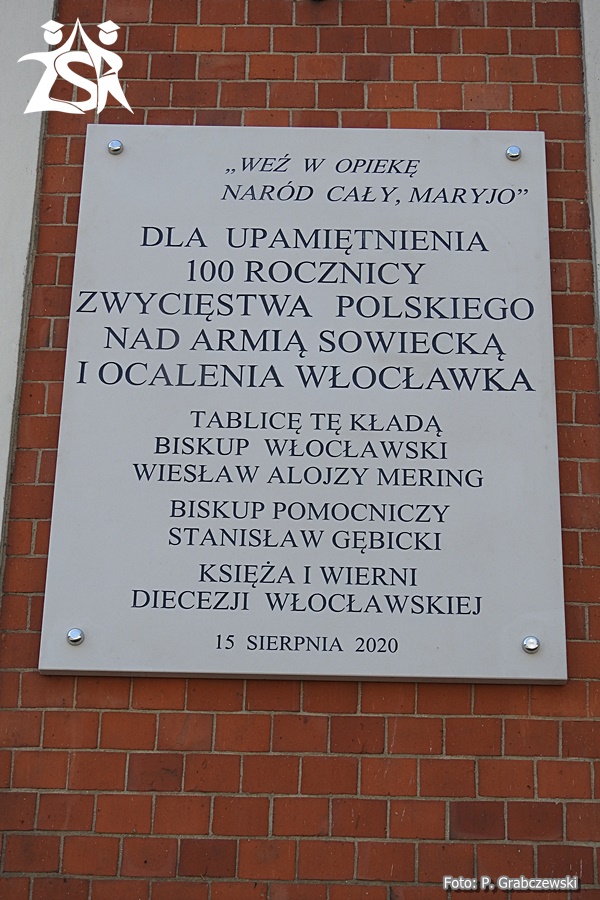 ZSR
„WEŹ W OPIEKĘ
NARÓD CAŁY, MARYJO”
DLA UPAMIĘTNIENIA
100 ROCZNICY
ZWYCIĘSTWA POLSKIEGO
NAD ARMIĄ SOWIECKĄ
I OCALENIA WŁOCŁAWKA
TABLICĘ TĘ KŁADĄ
BISKUP WŁOCŁAWSKI
WIESŁAW ALOJZY MERING
BISKUP POMOCNICZY
STANISŁAW GĘBICKI
KSIĘŻA I WIERNI
DIECEZJI WŁOCŁAWSKIEJ
15 SIERPNIA 2020
Foto: P. Grabczewski